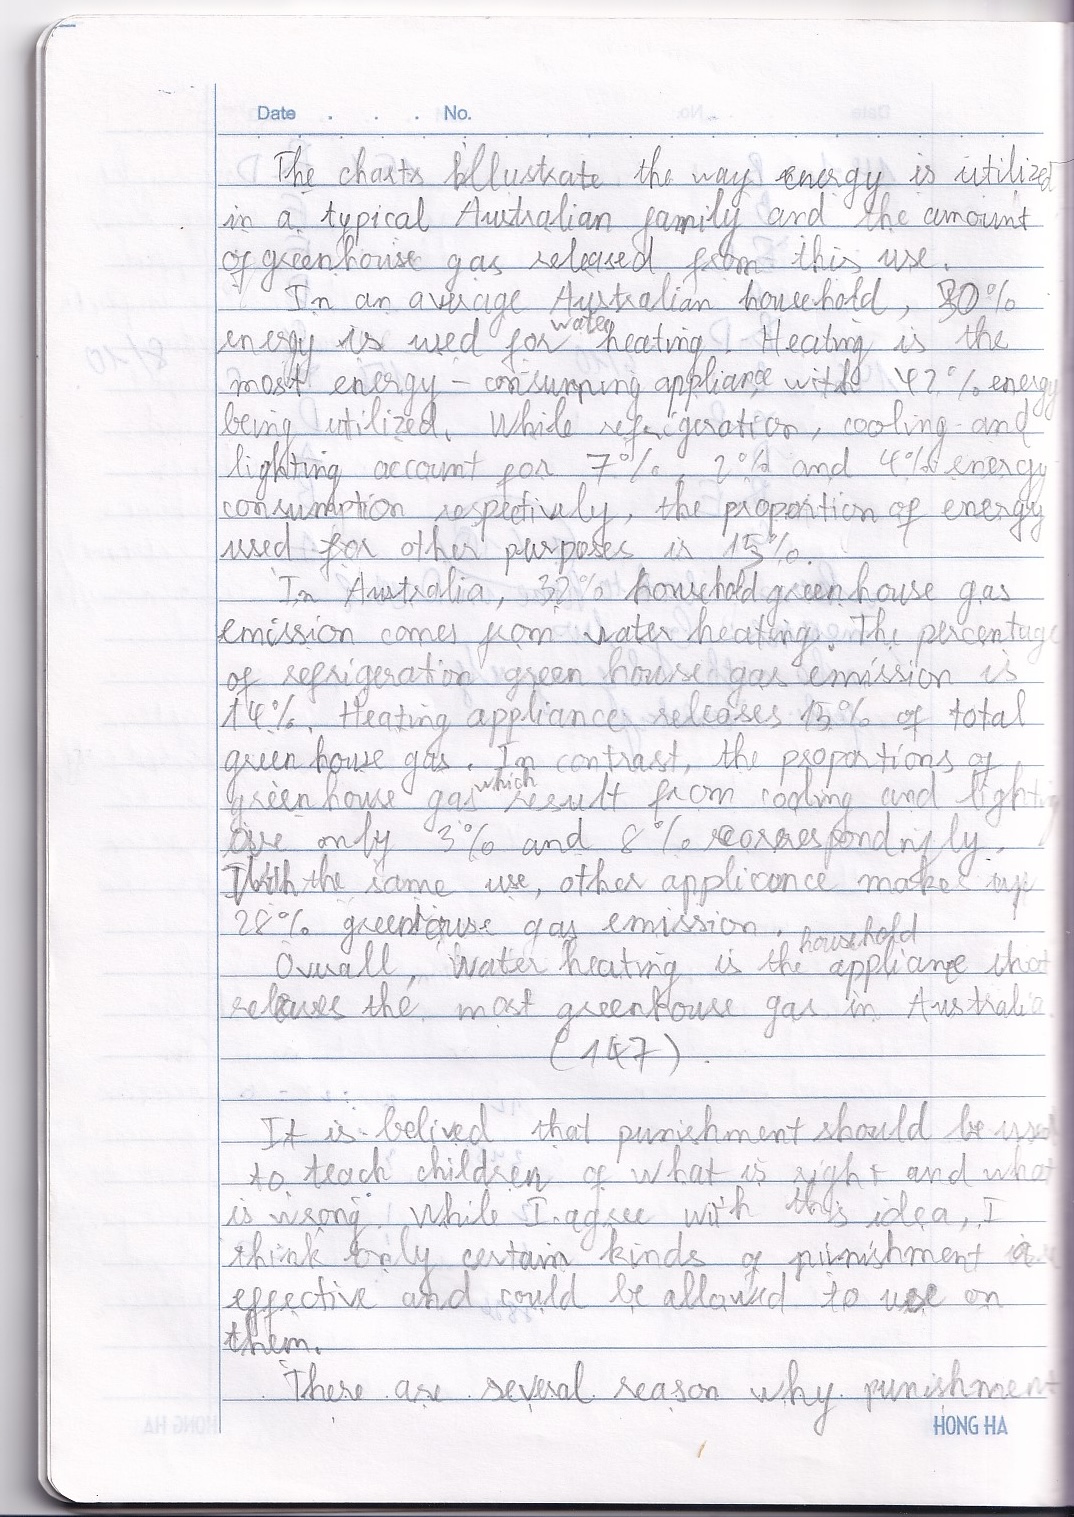 Date . . . No.
The charts illustrate the way energy is utilized
in a typical Australian family and the amount
of greenhouse gas released from this use.
In an average Australian household, 30%
water
energy is used for heating. Heating is the
most energy - consumping appliance with 42% energy
being utilized. While refrigeration, cooling and
lighting account for 7%, 2% and 4% energy
consumption respectively, the proportion of energy
used for other purposes is 15%.
In Australia, 32% household greenhouse gas
emission comes from water heating. The percentage
of refrigeration green house gas emission is
14%. Heating appliance releases 15% of total
green house gas. In contrast, the proportions of
which
greenhouse gas result from cooling and lighting
are only 3% and 8%
With the same use, other appliance makes up
28% greenhouse gas emission.
household
Overall, water heating is the appliance that
releases the most greenhouse gas in Australia.
(147).
It is belived that punishment should be used
to teach children of what is right and what
is wrong. While I agree with this idea, I
think only certain kinds of punishment are
effective and could be allowed to use on
them.
There are several reason why punishment
HONG HA